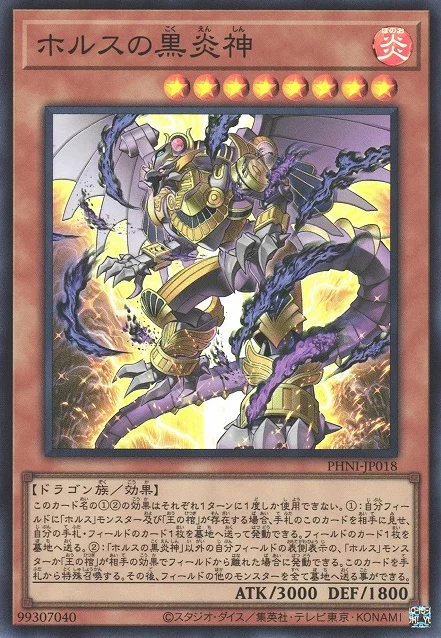 ホルスの黒炎神
こく えん しん
ほのお
炎
PHNI-JP018
【ドラゴン族/効果】
このカード名の①②の効果はそれぞれ1ターンに1度しか使用できない。①:自分フィー
ルドに「ホルス」モンスター及び「王の棺」が存在する場合、手札のこのカードを相手に見せ、
自分の手札・フィールドのカード1枚を墓地へ送って発動できる。フィールドのカード1枚を
墓地へ送る。②:「ホルスの黒炎神」以外の自分フィールドの表側表示の、「ホルス」モンス
ターか「王の棺」が相手の効果でフィールドから離れた場合に発動できる。このカードを手
札から特殊召喚する。その後、フィールドの他のモンスターを全て墓地へ送る事ができる。
ATK/3000 DEF/1800
99307040
©スタジオ・ダイス/集英社・テレビ東京・KONAMI